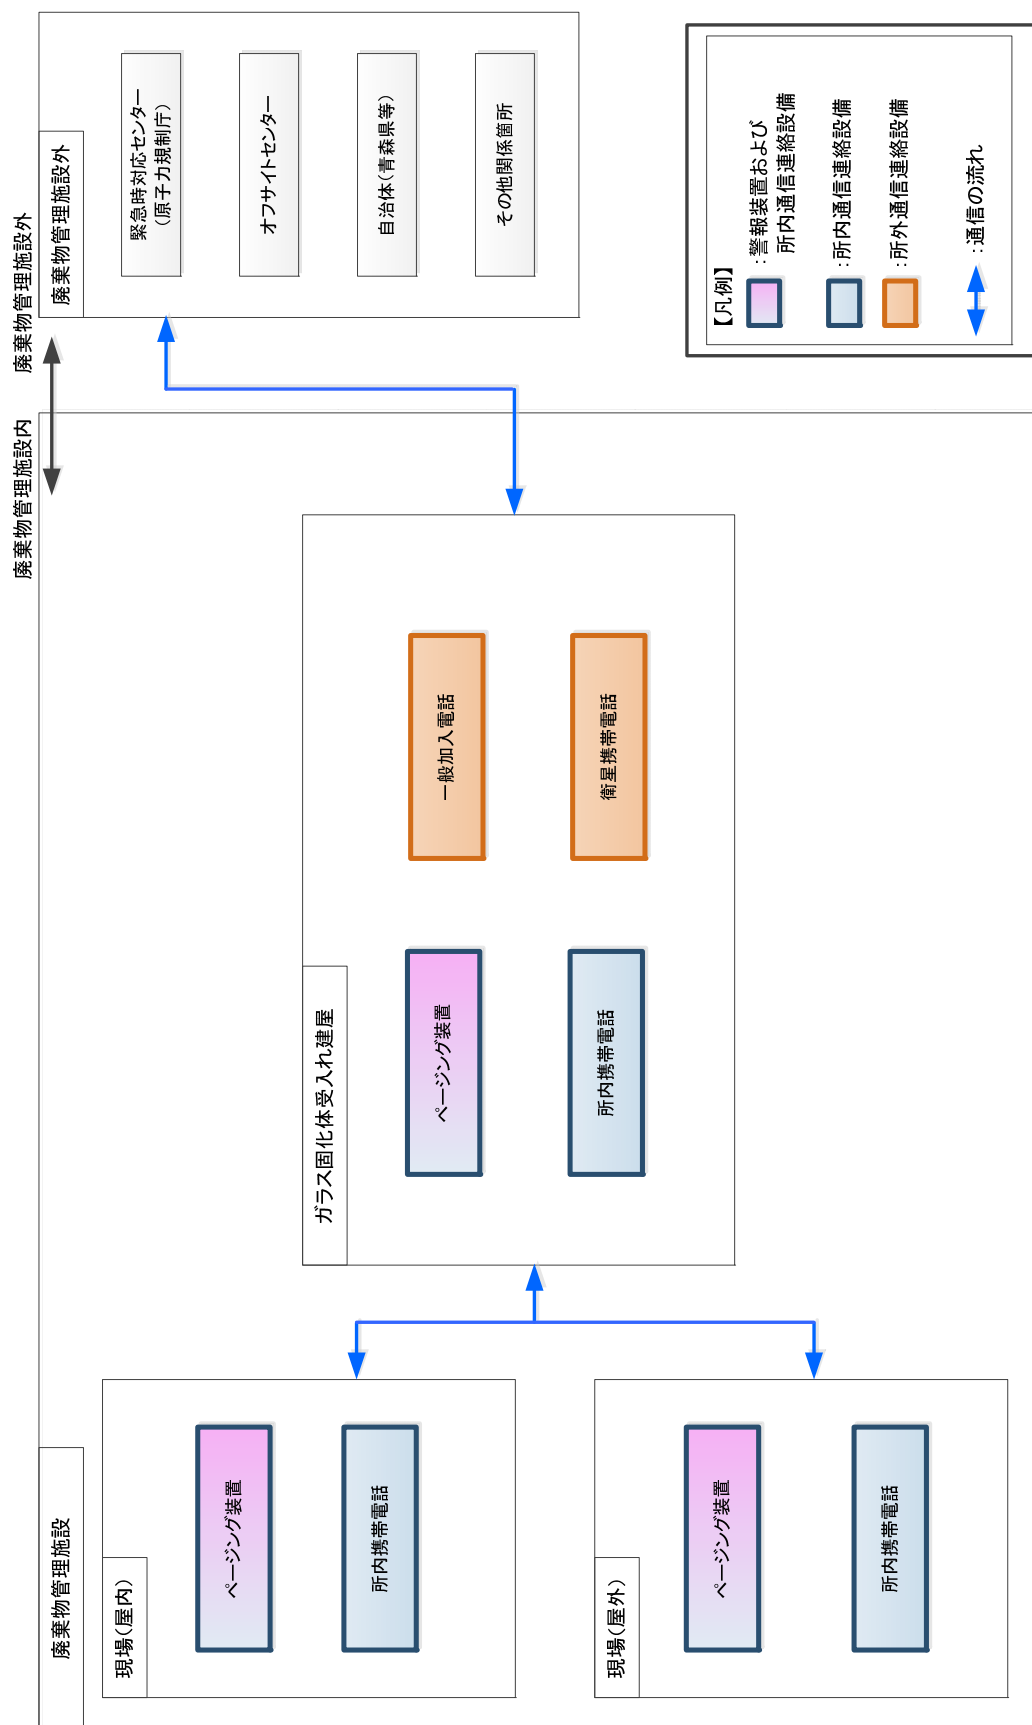 廃棄物管理施設内
廃棄物管理施設外
廃棄物管理施設
現場(屋内)
ページング装置
所内携帯電話
現場(屋外)
ページング装置
所内携帯電話
ガラス固化体受入れ建屋
ページング装置
所内携帯電話
一般加入電話
衛星携帯電話
廃棄物管理施設外
緊急時対応センター
(原子力規制庁)
オフサイトセンター
自治体(青森県等)
その他関係箇所
【凡例】
:警報装置および
所内通信連絡設備
:所内通信連絡設備
:所外通信連絡設備
:通信の流れ